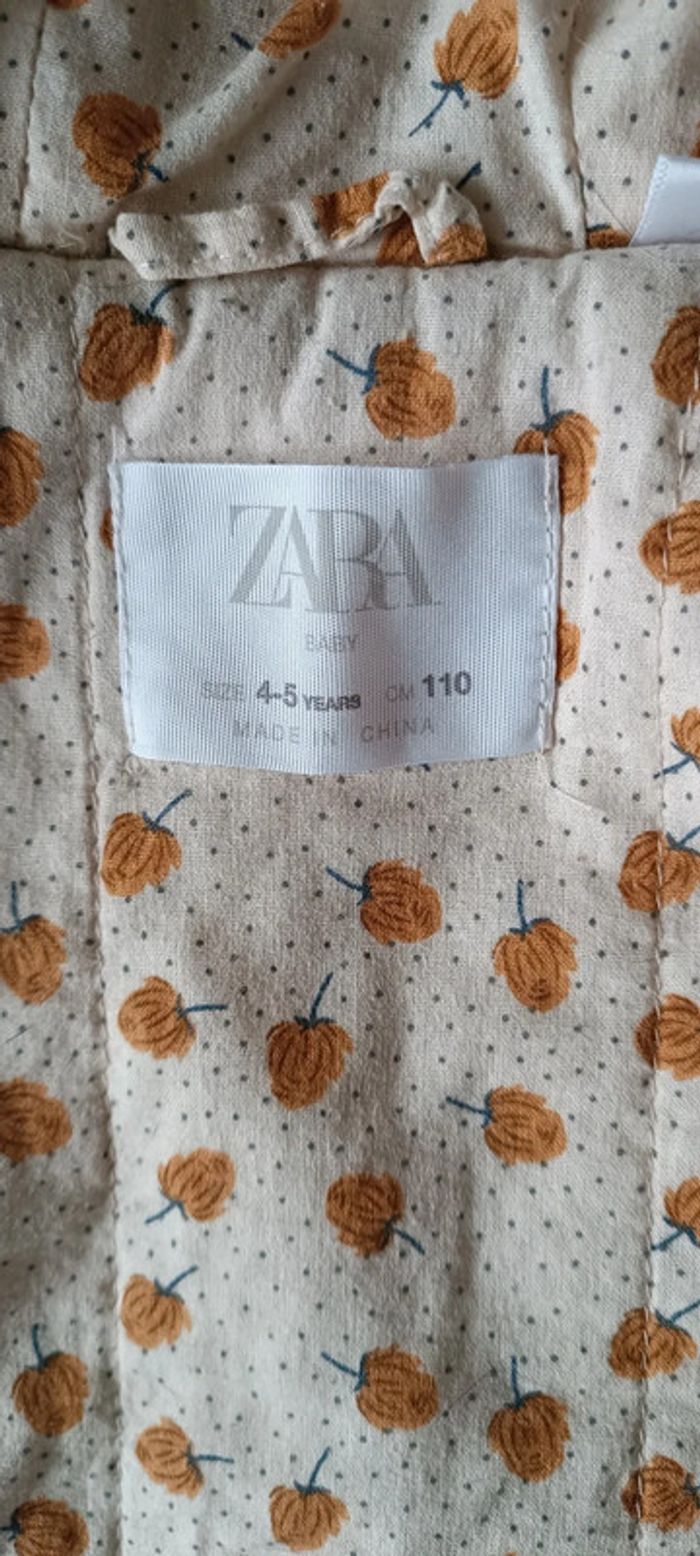 ZARA
BABY
SIZE 4-5 YEARS CM 110
MADE IN CHINA